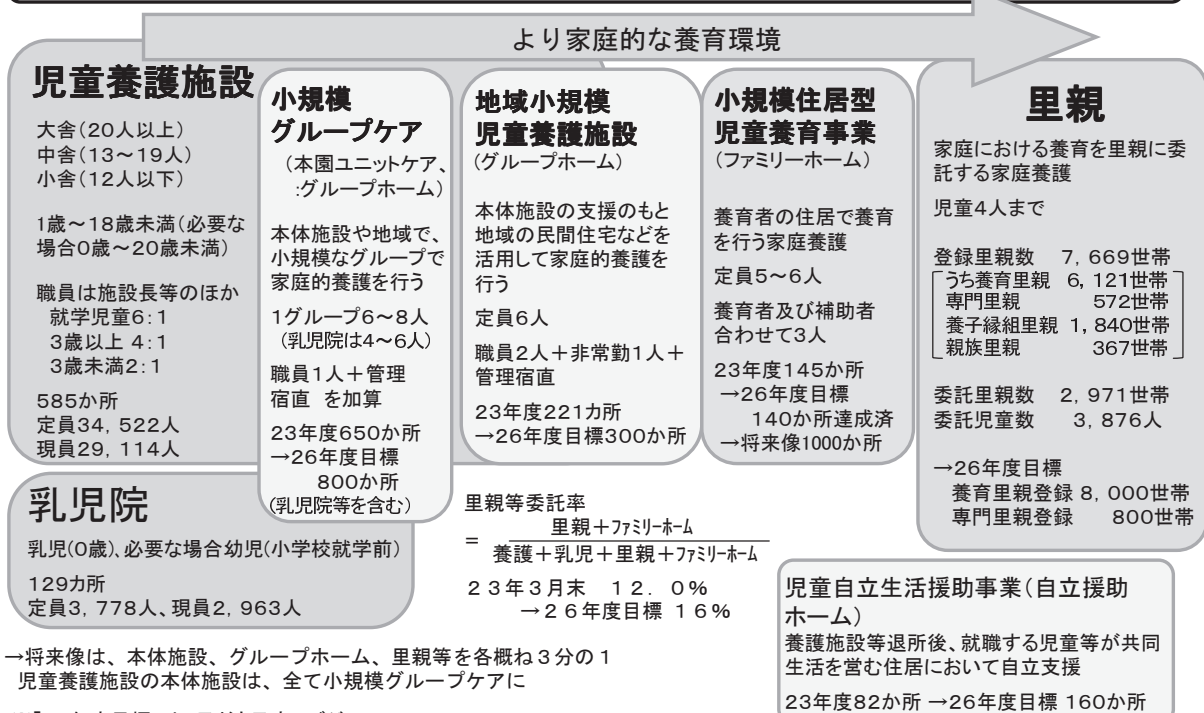 より家庭的な養育環境
児童養護施設
大舎（20人以上）
中舎（13～19人）
小舎（12人以下）
1歳～18歳未満（必要な
場合0歳～20歳未満）
職員は施設長等のほか
就学児童6：1
3歳以上 4：1
3歳未満2：1
585か所
定員34，522人
現員29，114人
小規模
グループケア
（本園ユニットケア、
：グループホーム）
本体施設や地域で、
小規模なグループで
家庭的養護を行う
1グループ6～8人
（乳児院は4～6人）
職員1人＋管理
宿直 を加算
23年度650か所
→26年度目標
800か所
（乳児院等を含む）
地域小規模
児童養護施設
（グループホーム）
本体施設の支援のもと
地域の民間住宅などを
活用して家庭的養護を
行う
定員6人
職員2人＋非常勤1人＋
管理宿直
23年度221カ所
→26年度目標300か所
小規模住居型
児童養育事業
（ファミリーホーム）
養育者の住居で養育
を行う家庭養護
定員5～6人
養育者及び補助者
合わせて3人
23年度145か所
→26年度目標
140か所達成済
→将来像1000か所
里親
家庭における養育を里親に委
託する家庭養護
児童4人まで
登録里親数 7，669世帯
うち養育里親 6，121世帯
専門里親 572世帯
養子縁組里親 1，840世帯
親族里親 367世帯
委託里親数 2，971世帯
委託児童数 3，876人
→26年度目標
養育里親登録 8，000世帯
専門里親登録 800世帯
乳児院
乳児（0歳）、必要な場合幼児（小学校就学前）
129カ所
定員3，778人、現員2，963人
里親等委託率
＝ 里親＋ファミリーホーム
養護＋乳児＋里親＋ファミリーホーム
23年3月末 12．0％
→26年度目標 16％
児童自立生活援助事業（自立援助
ホーム）
養護施設等退所後、就職する児童等が共同
生活を営む住居において自立支援
23年度82か所 →26年度目標 160か所
→将来像は、本体施設、グループホーム、里親等を各概ね３分の１
児童養護施設の本体施設は、全て小規模グループケアに